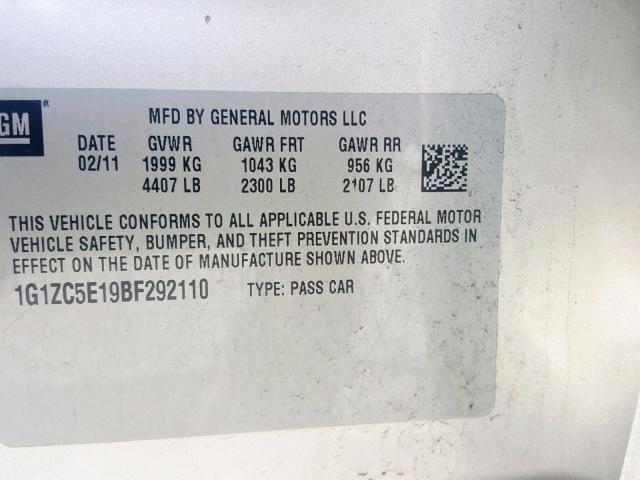 GM®
MFD BY GENERAL MOTORS LLC
DATE GVWR GAWR FRT GAWR RR
02/11 1999 KG 1043 KG 956 KG
4407 LB 2300 LB 2107 LB
THIS VEHICLE CONFORMS TO ALL APPLICABLE U.S. FEDERAL MOTOR
VEHICLE SAFETY, BUMPER, AND THEFT PREVENTION STANDARDS IN
EFFECT ON THE DATE OF MANUFACTURE SHOWN ABOVE.
1G1ZC5E19BF292110 TYPE: PASS CAR